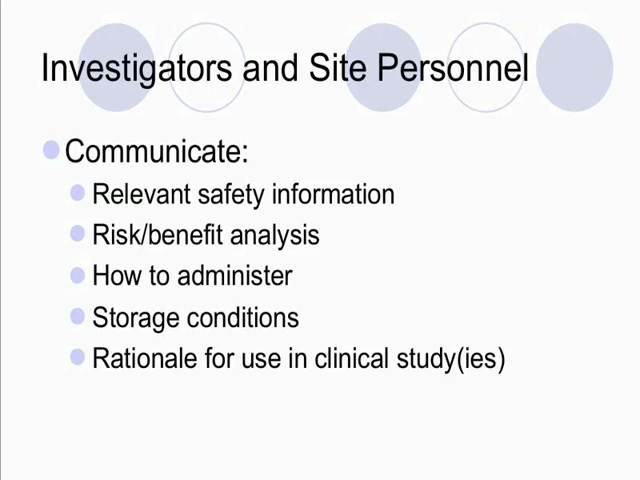 Investigators and Site Personnel
Communicate:
Relevant safety information
Risk/benefit analysis
How to administer
Storage conditions
Rationale for use in clinical study(ies)